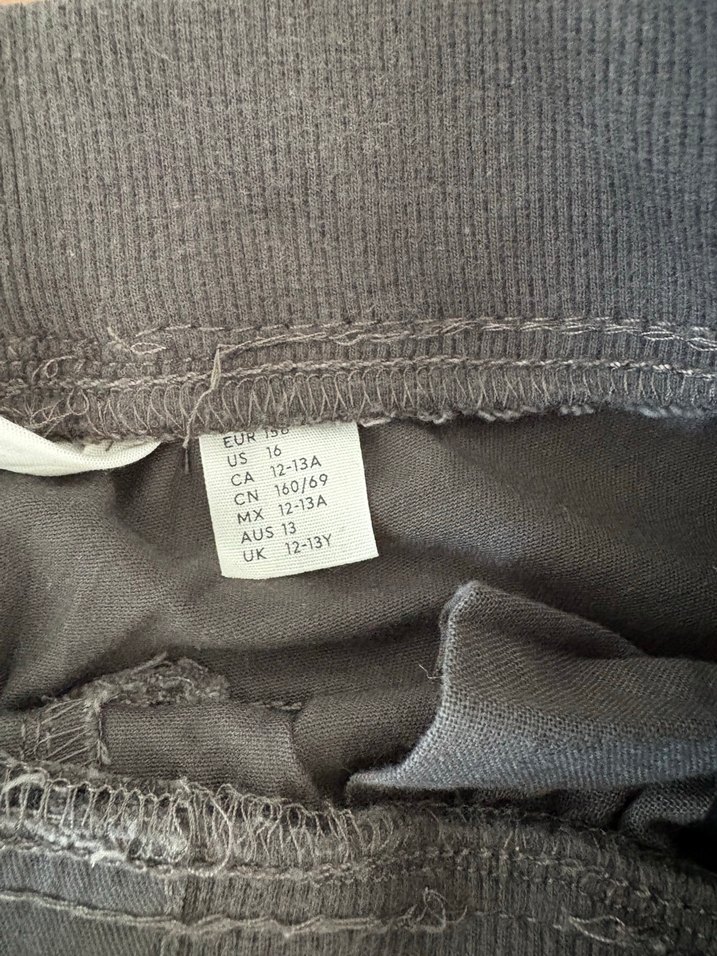 EUR 158
US 16
CA 12-13A
CN 160/69
MX 12-13A
AUS 13
UK 12-13Y